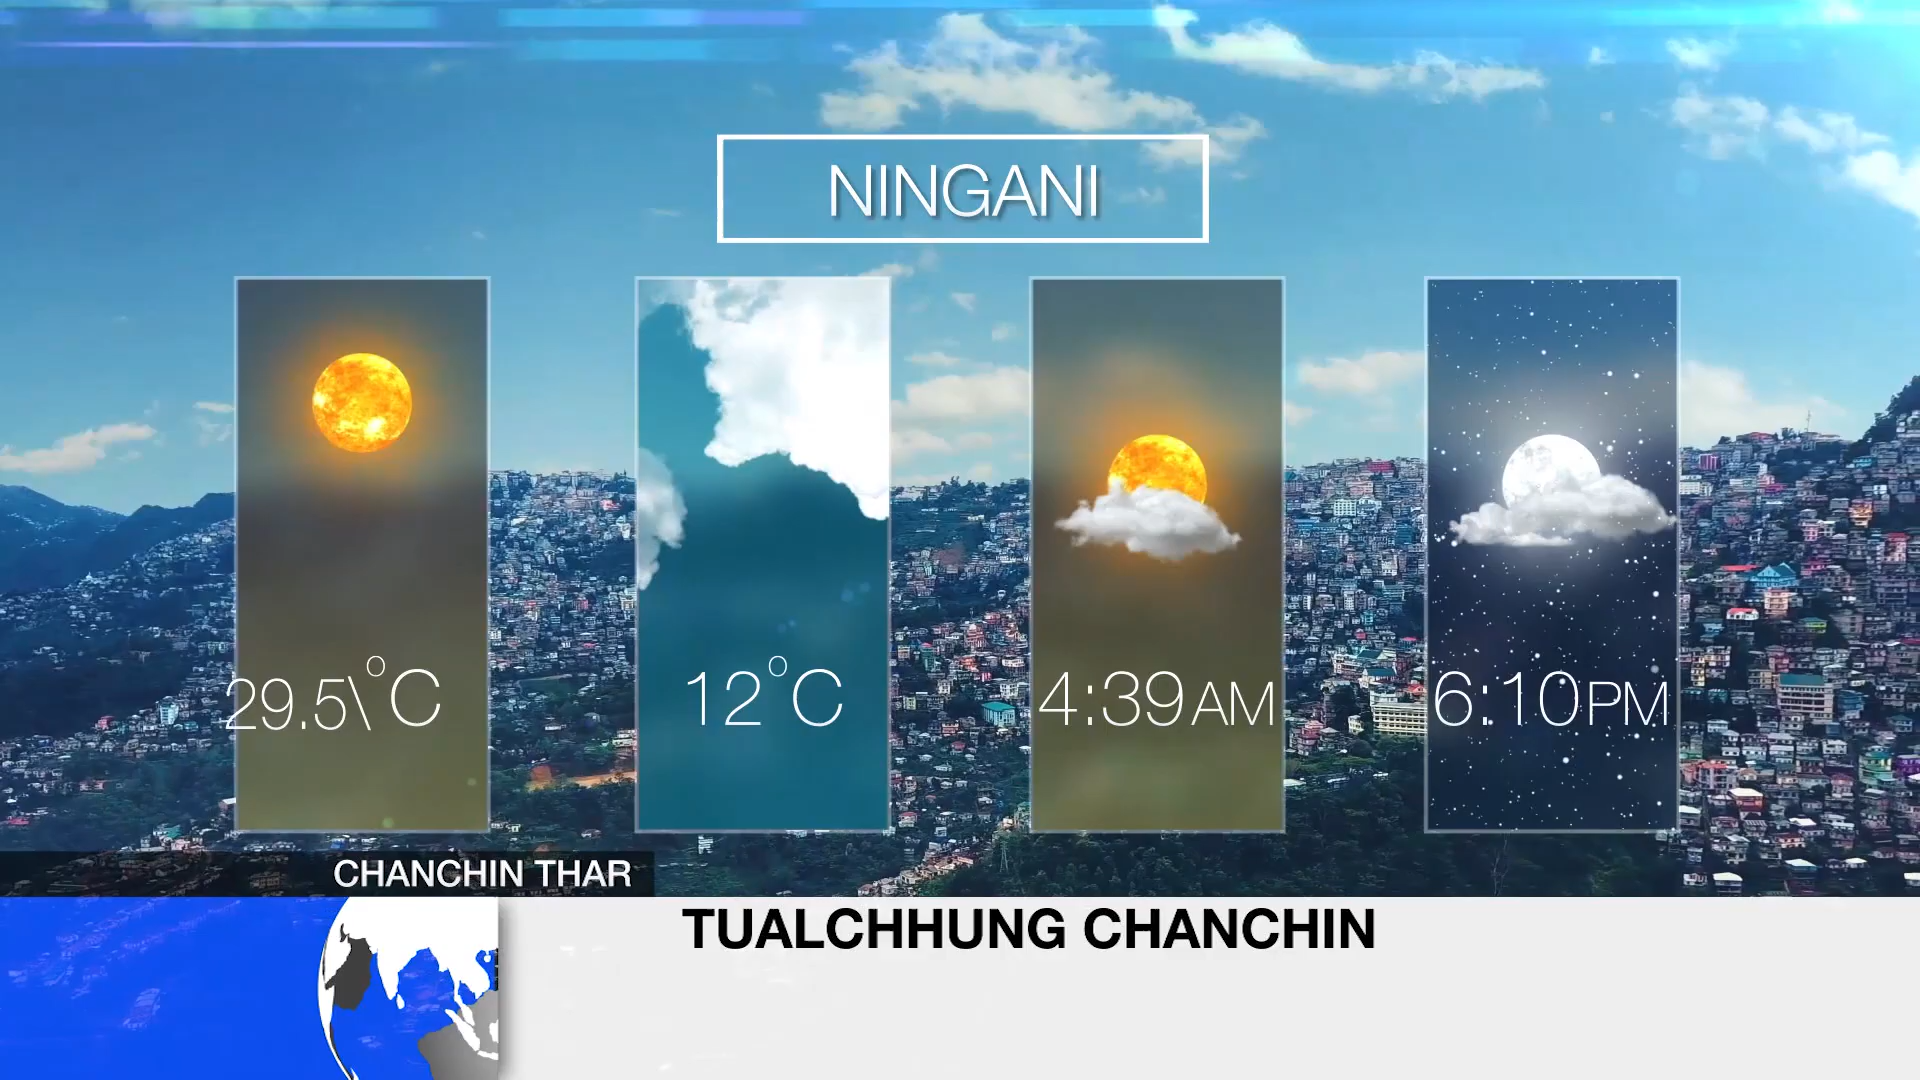 NINGANI
29.5\°C
12°C
4:39AM
6:10PM
CHANCHIN THAR
TUALCHHUNG CHANCHIN